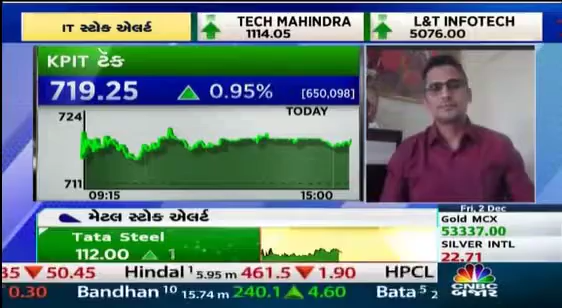 IT સ્ટોક એલર્ટ
TECH MAHINDRA
1114.05
L&T INFOTECH
5076.00
KPIT ટેક
719.25 ▲ 0.95% [650,098]
TODAY
724
711
09:15 15:00
મેટલ સ્ટોક એલર્ટ
Tata Steel
112.00 ▲ 1
Fri, 2 Dec
Gold MCX
53337.00
SILVER INTL
22.71
35 ▼ 50.45 Hindal 1 5.95 m 461.5 ▼ 1.90 HPCL
▼ 0.30 Bandhan 10 15.74 m 240.1 ▲ 4.60 Bata 5 2
CNBC
બજાર